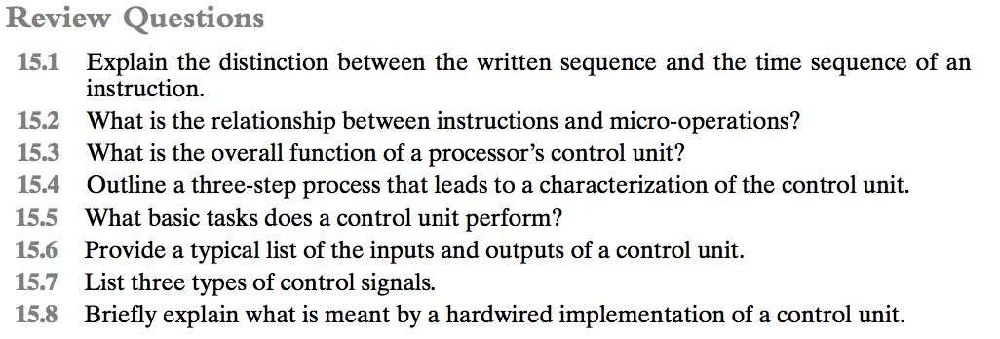 Review Questions
15.1 Explain the distinction between the written sequence and the time sequence of an
instruction.
15.2 What is the relationship between instructions and micro-operations?
15.3 What is the overall function of a processor's control unit?
15.4 Outline a three-step process that leads to a characterization of the control unit.
15.5 What basic tasks does a control unit perform?
15.6 Provide a typical list of the inputs and outputs of a control unit.
15.7 List three types of control signals.
15.8 Briefly explain what is meant by a hardwired implementation of a control unit.